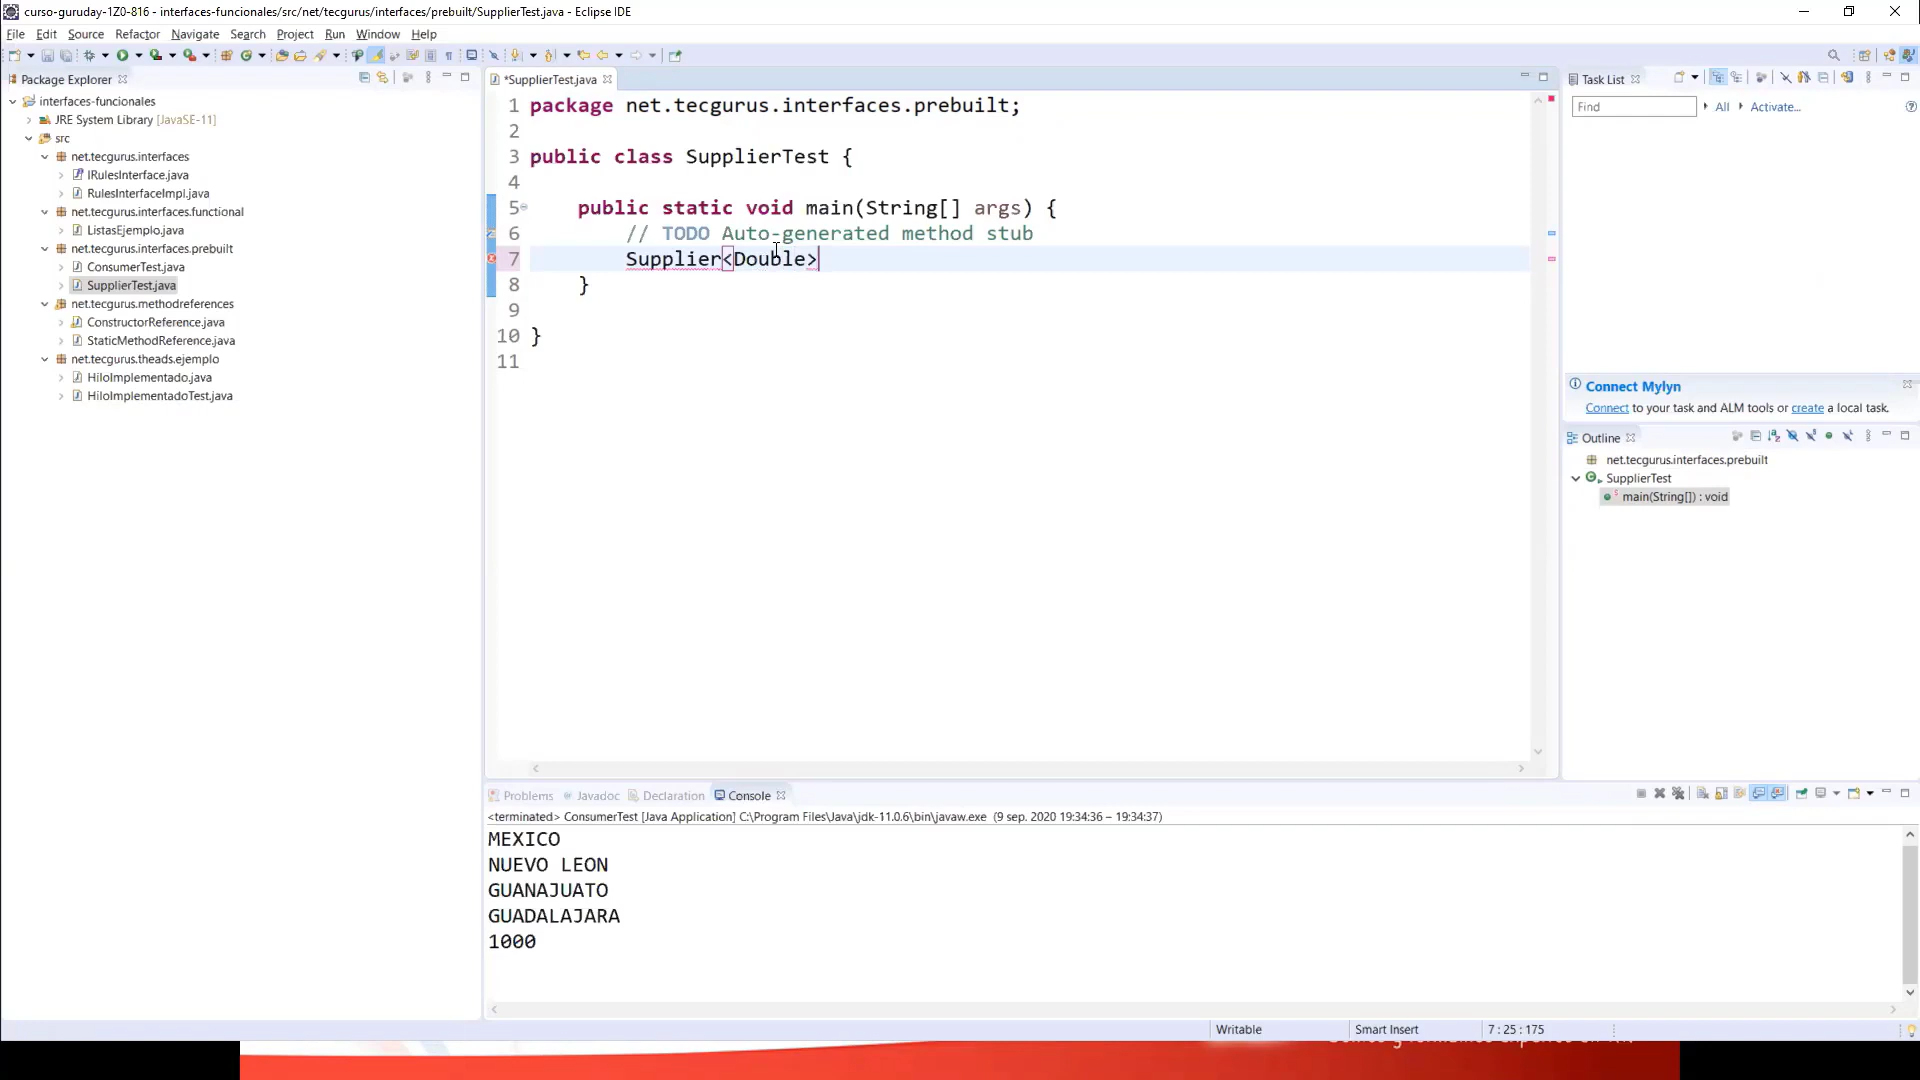 curso-guruday-1Z0-816 - interfaces-funcionales/src/net/tecgurus/interfaces/prebuilt/SupplierTest.java - Eclipse IDE
File Edit Source Refactor Navigate Search Project Run Window Help
Package Explorer
interfaces-funcionales
JRE System Library [JavaSE-11]
src
net.tecgurus.interfaces
IRulesInterface.java
RulesInterfaceImpl.java
net.tecgurus.interfaces.functional
ListasEjemplo.java
net.tecgurus.interfaces.prebuilt
ConsumerTest.java
SupplierTest.java
net.tecgurus.methodreferences
ConstructorReference.java
StaticMethodReference.java
net.tecgurus.theads.ejemplo
HiloImplementado.java
HiloImplementadoTest.java
*SupplierTest.java
1 package net.tecgurus.interfaces.prebuilt;
2
3 public class SupplierTest {
4
5 public static void main(String[] args) {
6 // TODO Auto-generated method stub
7 Supplier<Double>
8 }
9
10 }
11
Task List
Find All Activate...
Connect Mylyn
Connect to your task and ALM tools or create a local task.
Outline
net.tecgurus.interfaces.prebuilt
SupplierTest
main(String[]) : void
Problems Javadoc Declaration Console
<terminated> ConsumerTest [Java Application] C:\Program Files\Java\jdk-11.0.6\bin\javaw.exe (9 sep. 2020 19:34:36 – 19:34:37)
MEXICO
NUEVO LEON
GUANAJUATO
GUADALAJARA
1000
Writable Smart Insert 7 : 25 : 175